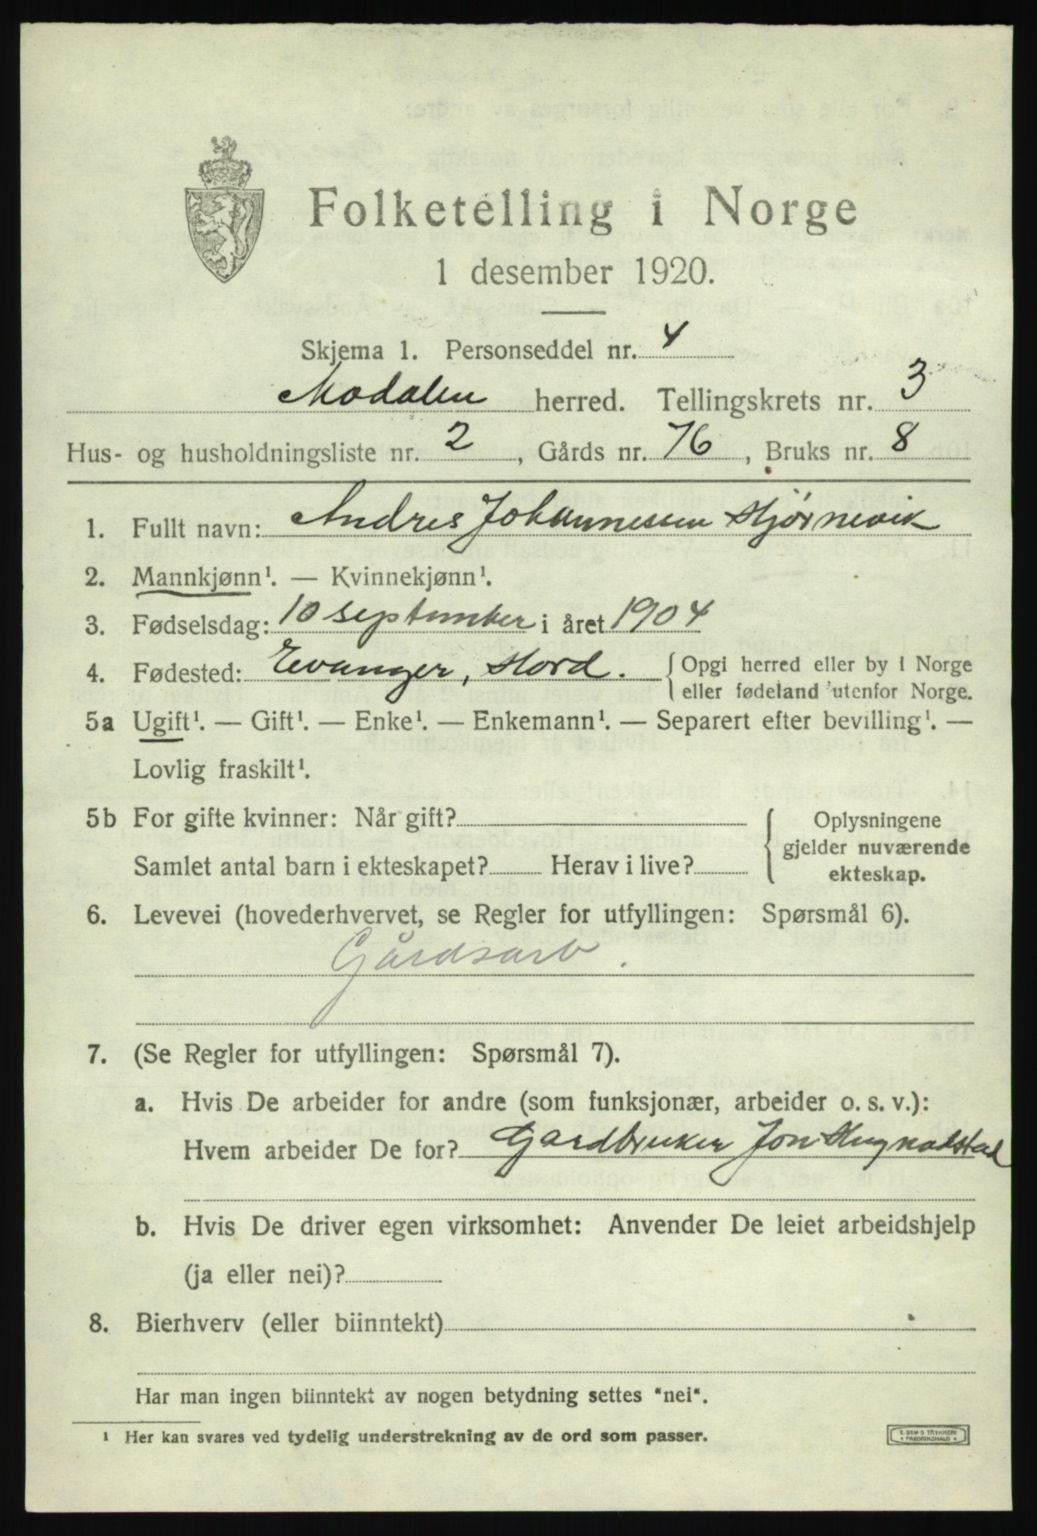 Folketelling i Norge
1 desember 1920.
Skjema 1. Personseddel nr. 4
Modalen herred. Tellingskrets nr. 3
Hus- og husholdningsliste nr. 2, Gårds nr. 76, Bruks nr. 8
1. Fullt navn: Andres Johannessen
2. Mannkjønn¹. — Kvinnekjønn¹.
3. Fødselsdag: 10 september i året 1904
4. Fødested: Evanger, Hord. Opgi herred eller by i Norge
eller fødeland utenfor Norge.
5a Ugift¹. — Gift¹. — Enke¹. — Enkemann¹. — Separert efter bevilling¹. —
Lovlig fraskilt¹.
5b For gifte kvinner: Når gift? Oplysningene
gjelder nuværende
Samlet antal barn i ekteskapet? Herav i live?
ekteskap.
6. Levevei (hovederhvervet, se Regler for utfyllingen: Spørsmål 6).
Gårdsarb.
7. (Se Regler for utfyllingen: Spørsmål 7).
a. Hvis De arbeider for andre (som funksjonær, arbeider o. s. v.):
Hvem arbeider De for? Gardbruker Jon
b. Hvis De driver egen virksomhet: Anvender De leiet arbeidshjelp
(ja eller nei)?
8. Bierhverv (eller biinntekt)
Har man ingen biinntekt av nogen betydning settes "nei".
¹ Her kan svares ved tydelig understrekning av de ord som passer.